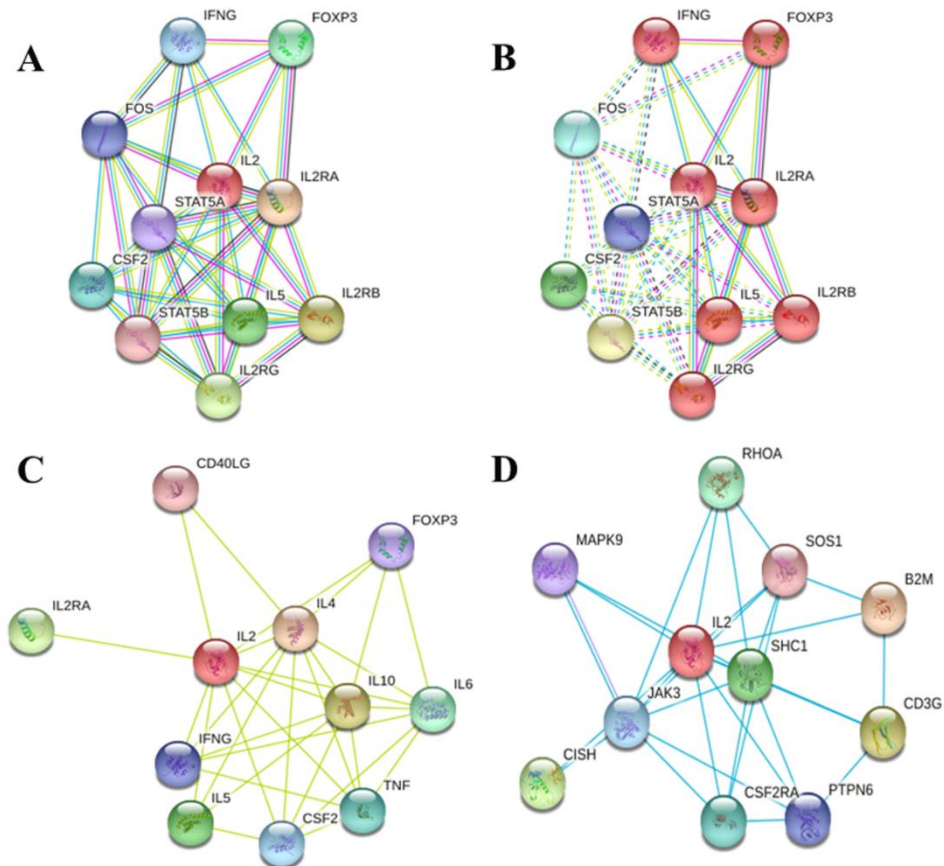 A
IFNG
FOXP3
FOS
IL2
IL2RA
STAT5A
CSF2
STAT5B
IL5
IL2RB
IL2RG
B
IFNG
FOXP3
FOS
IL2
IL2RA
STAT5A
CSF2
STAT5B
IL5
IL2RB
IL2RG
C
CD40LG
FOXP3
IL2RA
IL2
IL4
IL10
IL6
IFNG
IL5
CSF2
TNF
D
RHOA
MAPK9
SOS1
B2M
IL2
SHC1
JAK3
CD3G
CISH
CSF2RA
PTPN6